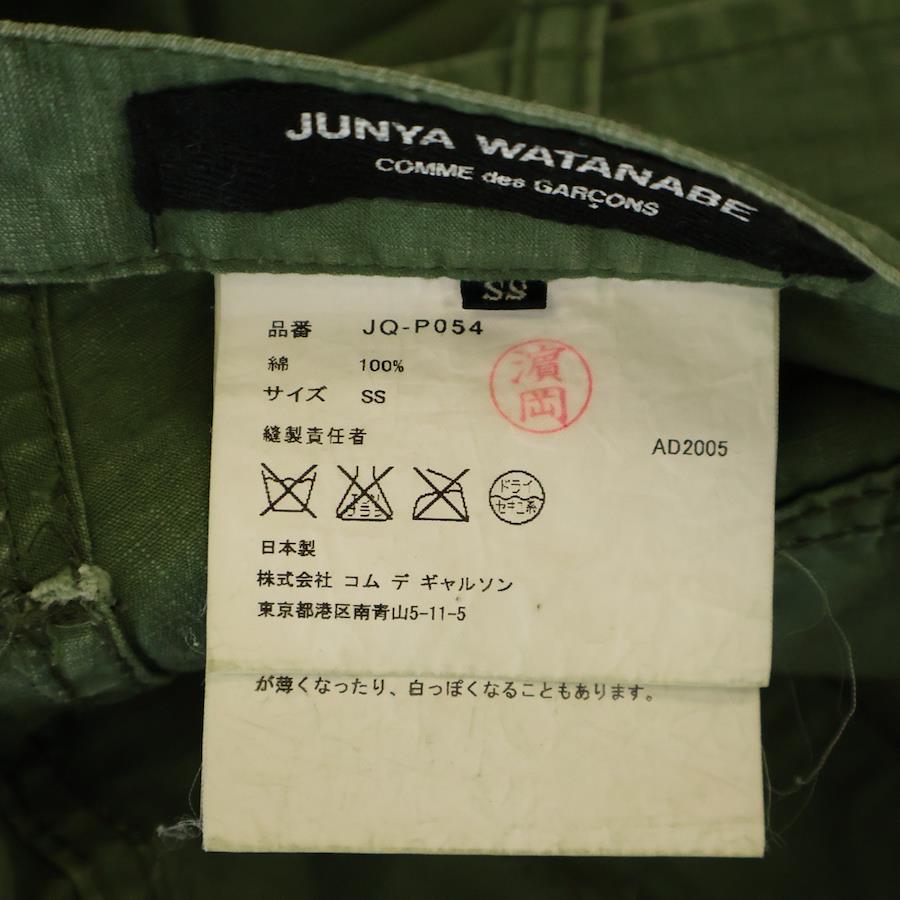 JUNYA WATANABE
COMME des GARÇONS
SS
品番 JQ-P054
綿 100%
サイズ SS
濱岡
縫製責任者
AD2005
ドライ
セキユ系
日本製
株式会社 コム デ ギャルソン
東京都港区南青山5-11-5
が薄くなったり、白っぽくなることもあります。